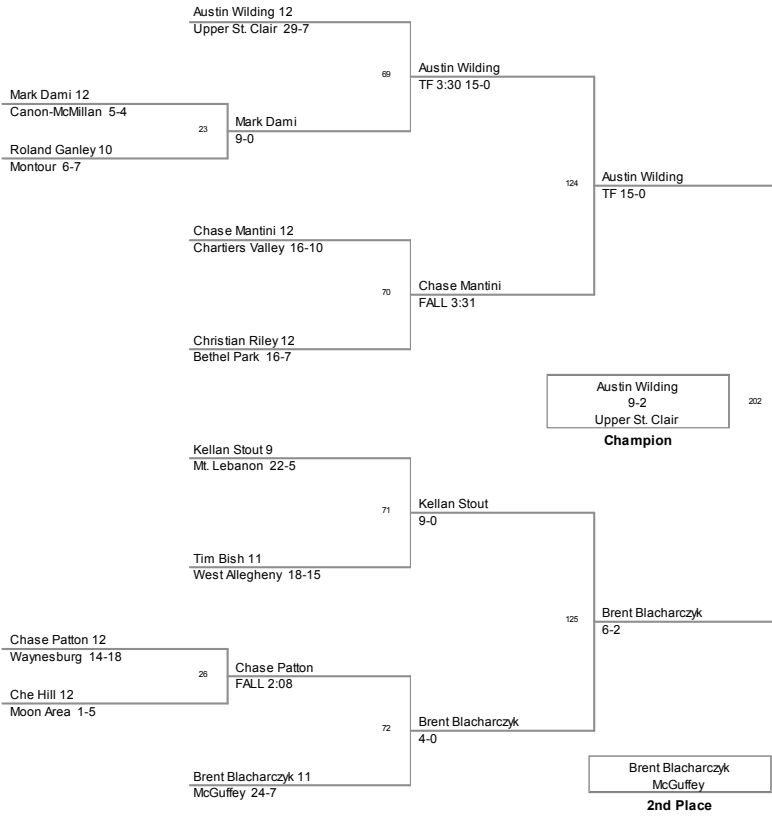 Austin Wilding 12
Upper St. Clair 29-7
69
Austin Wilding
TF 3:30 15-0
Mark Dami 12
Canon-McMillan 5-4
23
Mark Dami
9-0
Roland Ganley 10
Montour 6-7
124
Austin Wilding
TF 15-0
Chase Mantini 12
Chartiers Valley 16-10
70
Chase Mantini
FALL 3:31
Christian Riley 12
Bethel Park 16-7
Austin Wilding
9-2
Upper St. Clair
202
Champion
Kellan Stout 9
Mt. Lebanon 22-5
71
Kellan Stout
9-0
Tim Bish 11
West Allegheny 18-15
125
Brent Blacharczyk
6-2
Chase Patton 12
Waynesburg 14-18
26
Chase Patton
FALL 2:08
Che Hill 12
Moon Area 1-5
72
Brent Blacharczyk
4-0
Brent Blacharczyk 11
McGuffey 24-7
Brent Blacharczyk
McGuffey
2nd Place